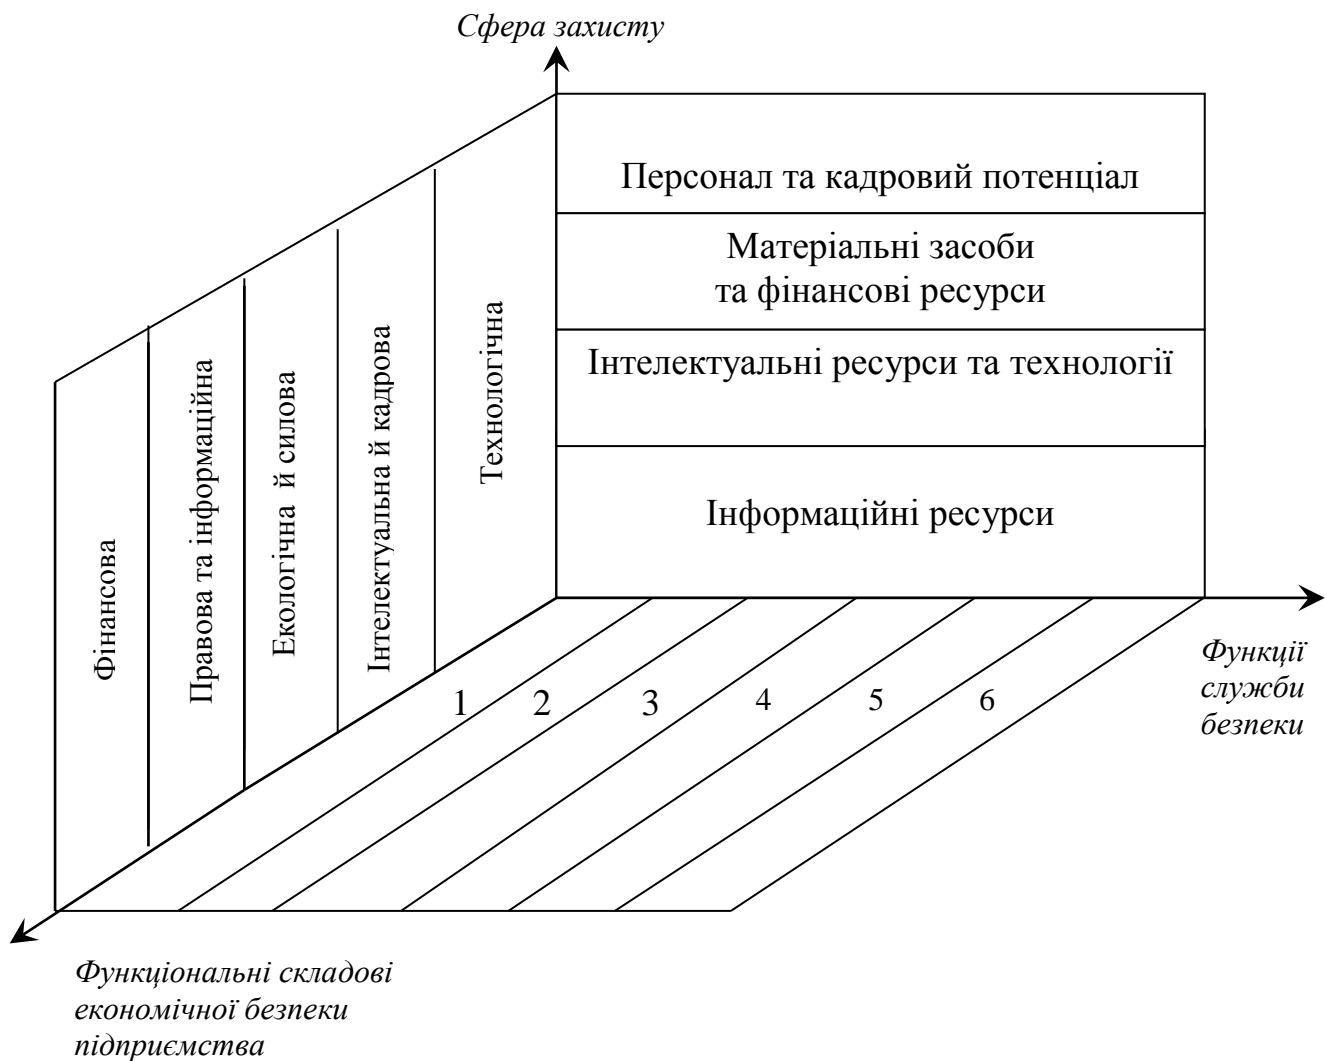 Сфера захисту
Персонал та кадровий потенціал
Матеріальні засоби
та фінансові ресурси
Інтелектуальні ресурси та технології
Інформаційні ресурси
Фінансова
Правова та інформаційна
Екологічна й силова
Інтелектуальна й кадрова
Технологічна
1
2
3
4
5
6
Функції
служби
безпеки
Функціональні складові
економічної безпеки
підприємства